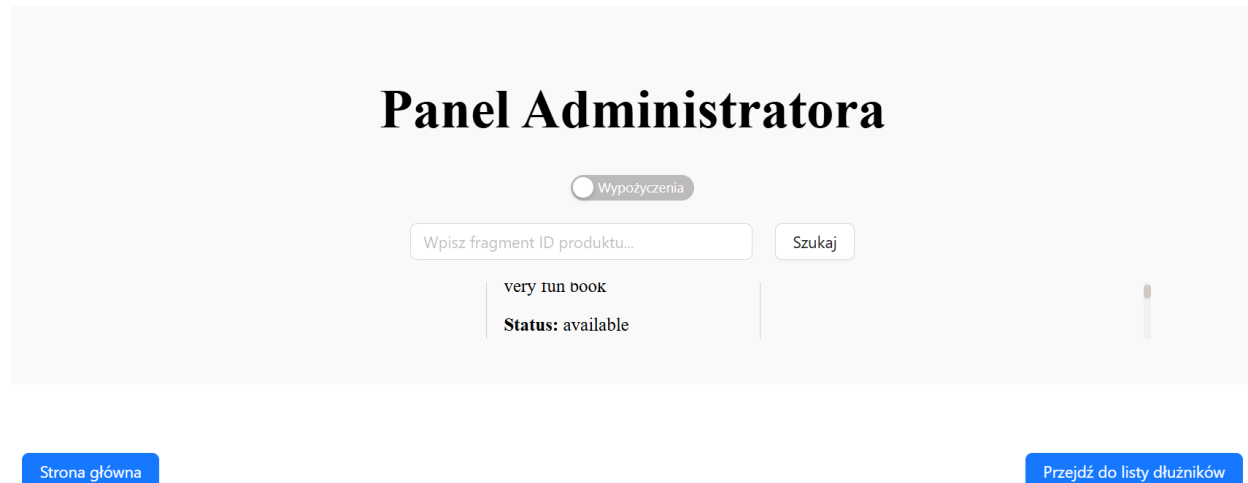 Panel Administratora
Wypożyczenia
Wpisz fragment ID produktu...
Szukaj
very fun book
Status: available
Strona główna
Przejdź do listy dłużników